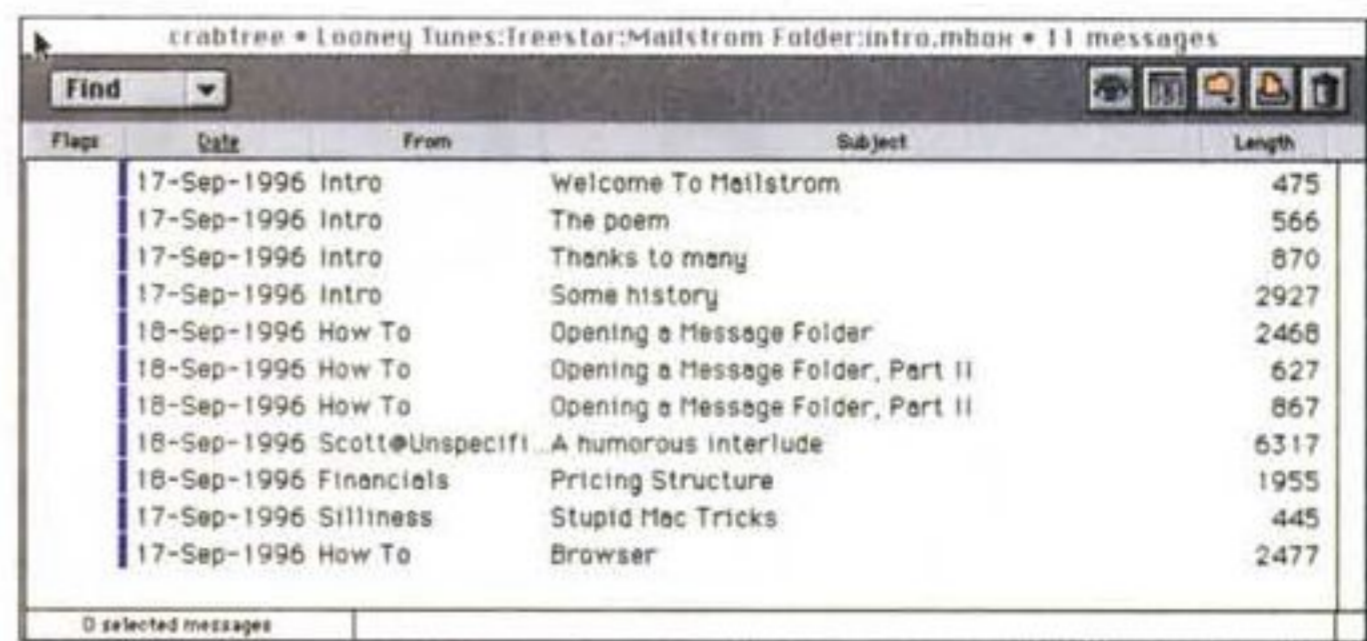 crabtree • Looney Tunes:Treestar:Mailstrom Folder:intro.mbox • 11 messages
Find
Flags Date From Subject Length
17-Sep-1996 Intro Welcome To Mailstrom 475
17-Sep-1996 Intro The poem 566
17-Sep-1996 Intro Thanks to many 870
17-Sep-1996 Intro Some history 2927
18-Sep-1996 How To Opening a Message Folder 2468
18-Sep-1996 How To Opening a Message Folder, Part II 627
18-Sep-1996 How To Opening a Message Folder, Part II 867
18-Sep-1996 Scott@Unspecifi... A humorous interlude 6317
18-Sep-1996 Financials Pricing Structure 1955
17-Sep-1996 Silliness Stupid Mac Tricks 445
17-Sep-1996 How To Browser 2477
0 selected messages